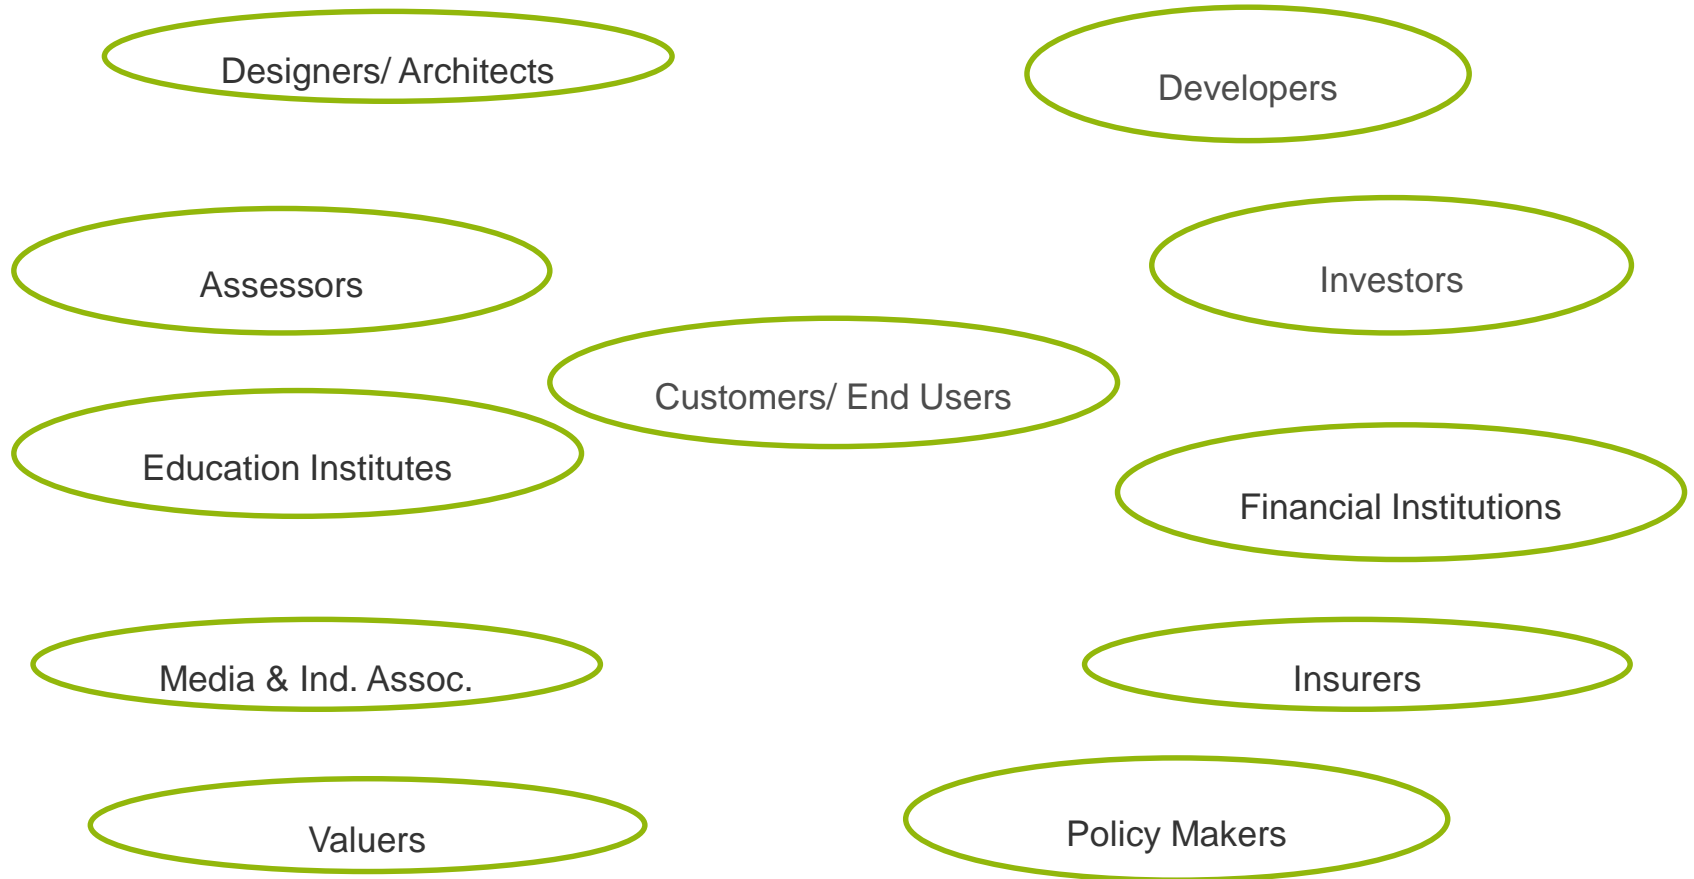 Designers/ Architects
Developers
Assessors
Investors
Customers/ End Users
Education Institutes
Financial Institutions
Media & Ind. Assoc.
Insurers
Valuers
Policy Makers